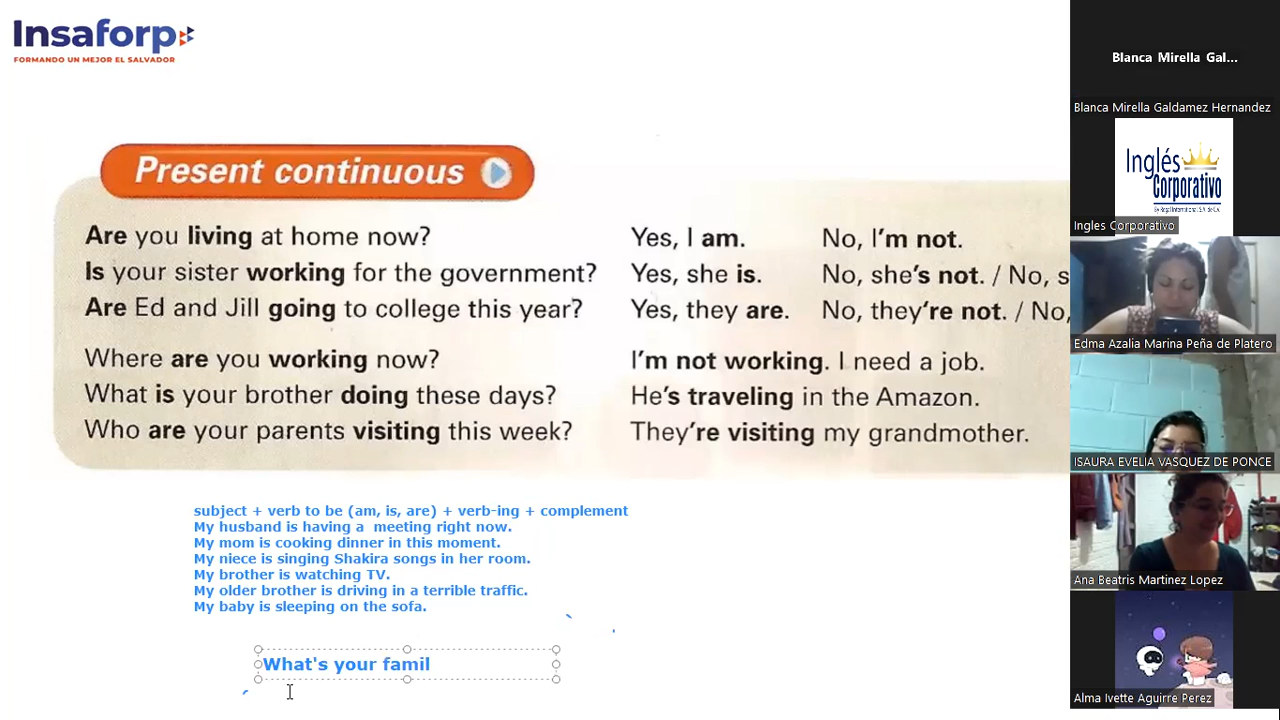 Insaforp
FORMANDO UN MEJOR EL SALVADOR
Present continuous
Are you living at home now?
Yes, I am.
No, I'm not.
Is your sister working for the government?
Yes, she is.
No, she's not. / No, s
Are Ed and Jill going to college this year?
Yes, they are.
No, they're not. / No,
Where are you working now?
I'm not working. I need a job.
What is your brother doing these days?
He's traveling in the Amazon.
Who are your parents visiting this week?
They're visiting my grandmother.
subject + verb to be (am, is, are) + verb-ing + complement
My husband is having a  meeting right now.
My mom is cooking dinner in this moment.
My niece is singing Shakira songs in her room.
My brother is watching TV.
My older brother is driving in a terrible traffic.
My baby is sleeping on the sofa.
What's your famil
Blanca Mirella Gal...
Blanca Mirella Galdamez Hernandez
Inglés
Corporativo
Ingles Corporativo
Edma Azalia Marina Peña de Platero
ISAURA EVELIA VASQUEZ DE PONCE
Ana Beatris Martinez Lopez
Alma Ivette Aguirre Perez